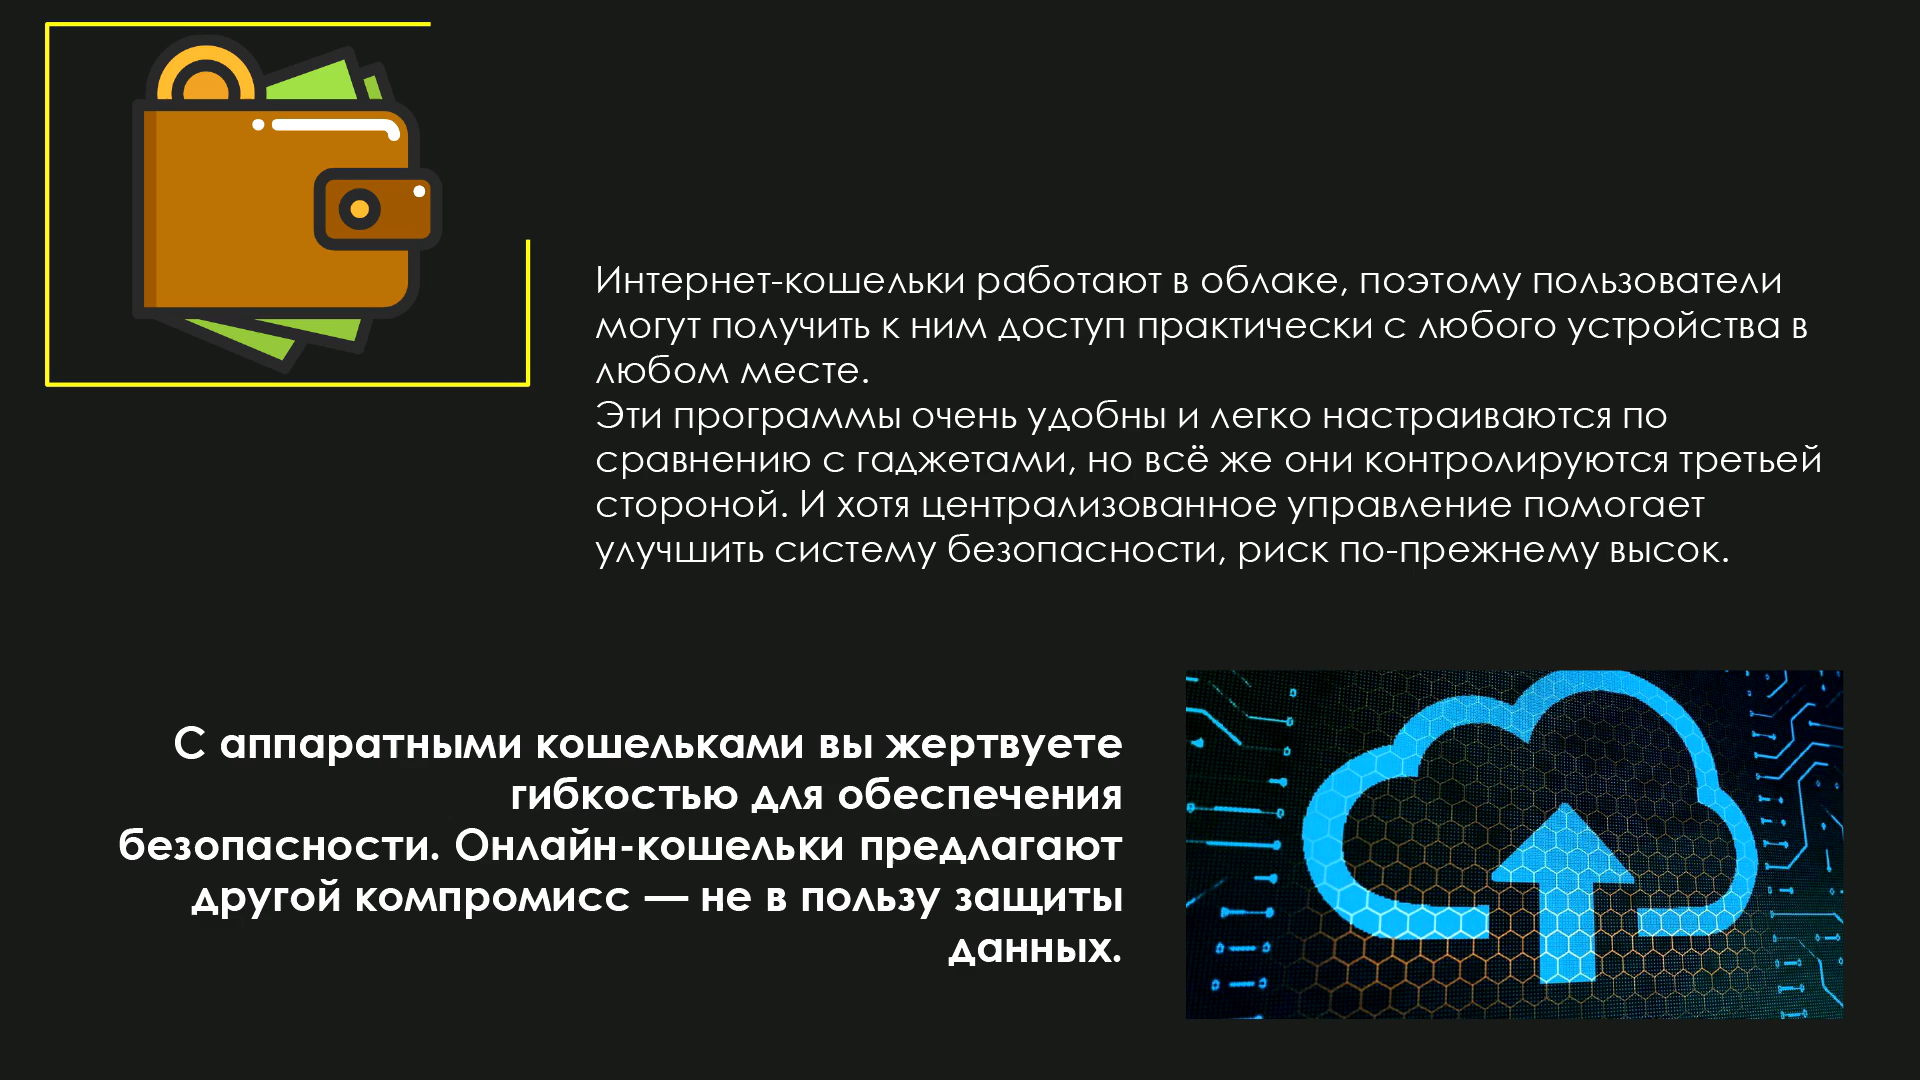 Интернет-кошельки работают в облаке, поэтому пользователи
могут получить к ним доступ практически с любого устройства в
любом месте.
Эти программы очень удобны и легко настраиваются по
сравнению с гаджетами, но всё же они контролируются третьей
стороной. И хотя централизованное управление помогает
улучшить систему безопасности, риск по-прежнему высок.
С аппаратными кошельками вы жертвуете
гибкостью для обеспечения
безопасности. Онлайн-кошельки предлагают
другой компромисс — не в пользу защиты
данных.